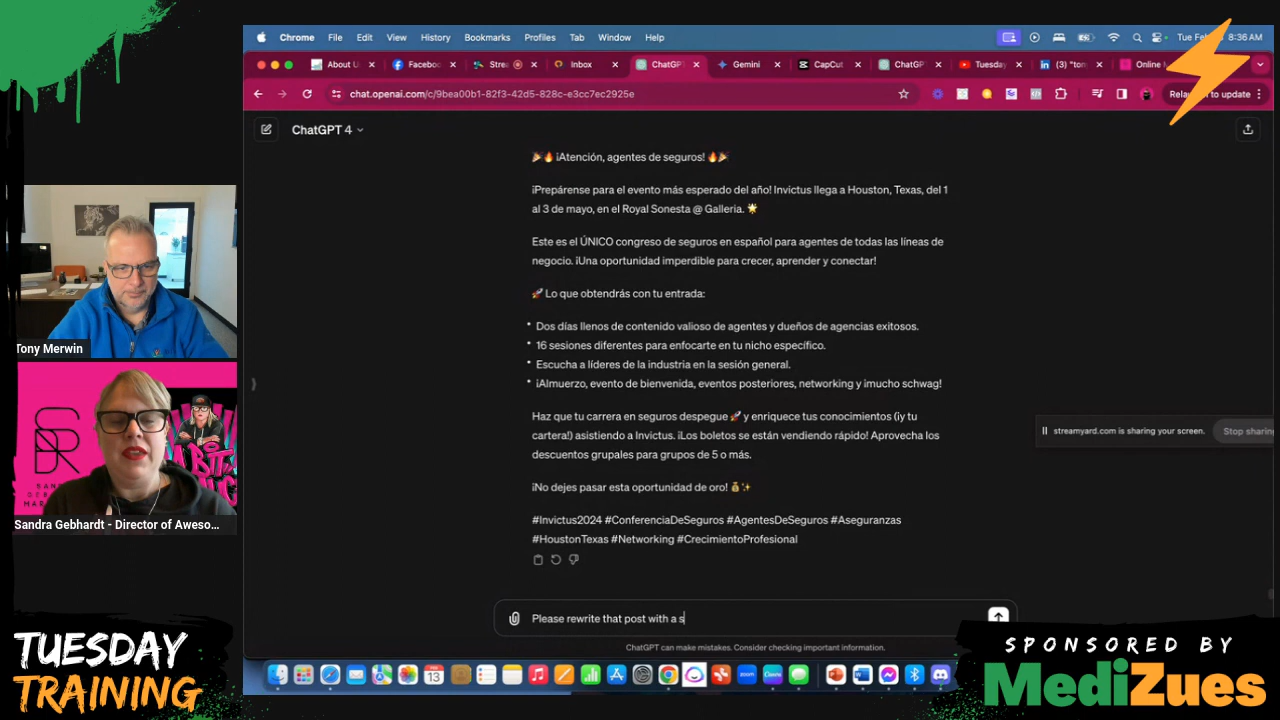 Chrome File Edit View History Bookmarks Profiles Tab Window Help Tue 8:36 AM
About U Faceboo Stre Inbox ChatGPT Gemini CapCut ChatGP Tuesday (3) "ton Online
chat.openai.com/c/9bea00b1-82f3-42d5-828c-e3cc7ec2925e to update
ChatGPT 4
🎉🔥 ¡Atención, agentes de seguros! 🔥🎉
¡Prepárense para el evento más esperado del año! Invictus llega a Houston, Texas, del 1
al 3 de mayo, en el Royal Sonesta @ Galleria. 🌟
Este es el ÚNICO congreso de seguros en español para agentes de todas las líneas de
negocio. ¡Una oportunidad imperdible para crecer, aprender y conectar!
🚀 Lo que obtendrás con tu entrada:
• Dos días llenos de contenido valioso de agentes y dueños de agencias exitosos.
• 16 sesiones diferentes para enfocarte en tu nicho específico.
• Escucha a líderes de la industria en la sesión general.
• ¡Almuerzo, evento de bienvenida, eventos posteriores, networking y ¡mucho schwag!
Haz que tu carrera en seguros despegue 🚀 y enriquece tus conocimientos (¡y tu
cartera!) asistiendo a Invictus. ¡Los boletos se están vendiendo rápido! Aprovecha los
descuentos grupales para grupos de 5 o más.
¡No dejes pasar esta oportunidad de oro! 💰✨
#Invictus2024 #ConferenciaDeSeguros #AgentesDeSeguros #Aseguranzas
#HoustonTexas #Networking #CrecimientoProfesional
streamyard.com is sharing your screen. Stop sharing
Please rewrite that post with a s
ChatGPT can make mistakes. Consider checking important information.
Tony Merwin
Sandra Gebhardt - Director of Aweso...
TUESDAY
TRAINING
SPONSORED BY
MediZues